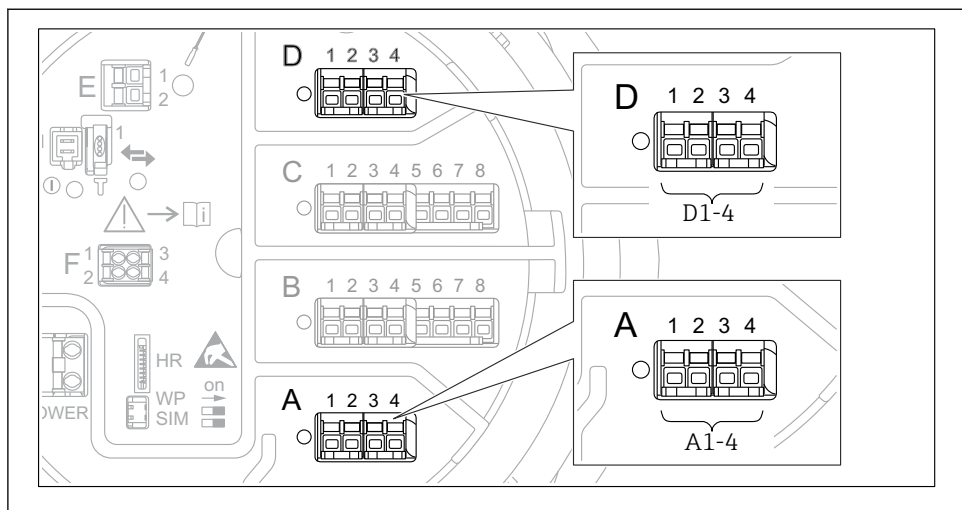 D 1 2 3 4
E 1
2
1
D 1 2 3 4
D1-4
C 1 2 3 4 5 6 7 8
i
F 1 3
2 4
B 1 2 3 4 5 6 7 8
A 1 2 3 4
A1-4
HR
WP on
SIM
OWER
A 1 2 3 4